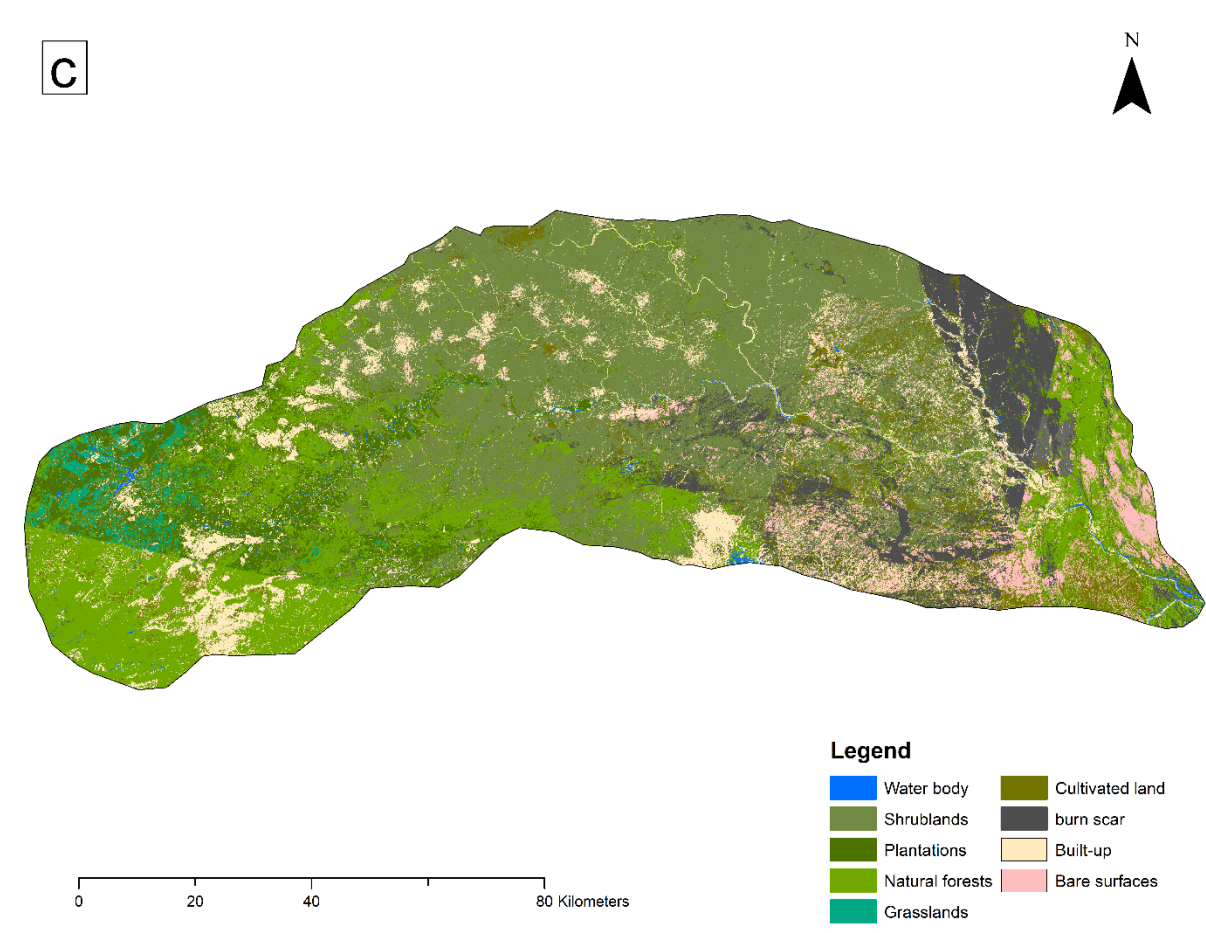 C
N
Legend
Water body
Shrublands
Plantations
Natural forests
Grasslands
Cultivated land
burn scar
Built-up
Bare surfaces
0 20 40 80 Kilometers